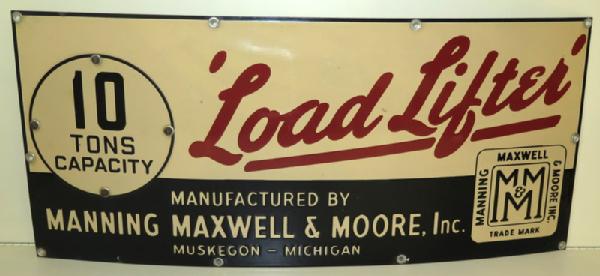 10
TONS
CAPACITY
'Load Lifter'
MANUFACTURED BY
MANNING MAXWELL & MOORE, Inc.
MUSKEGON – MICHIGAN
MANNING
MAXWELL
& MOORE INC.
MM
&
M
TRADE MARK